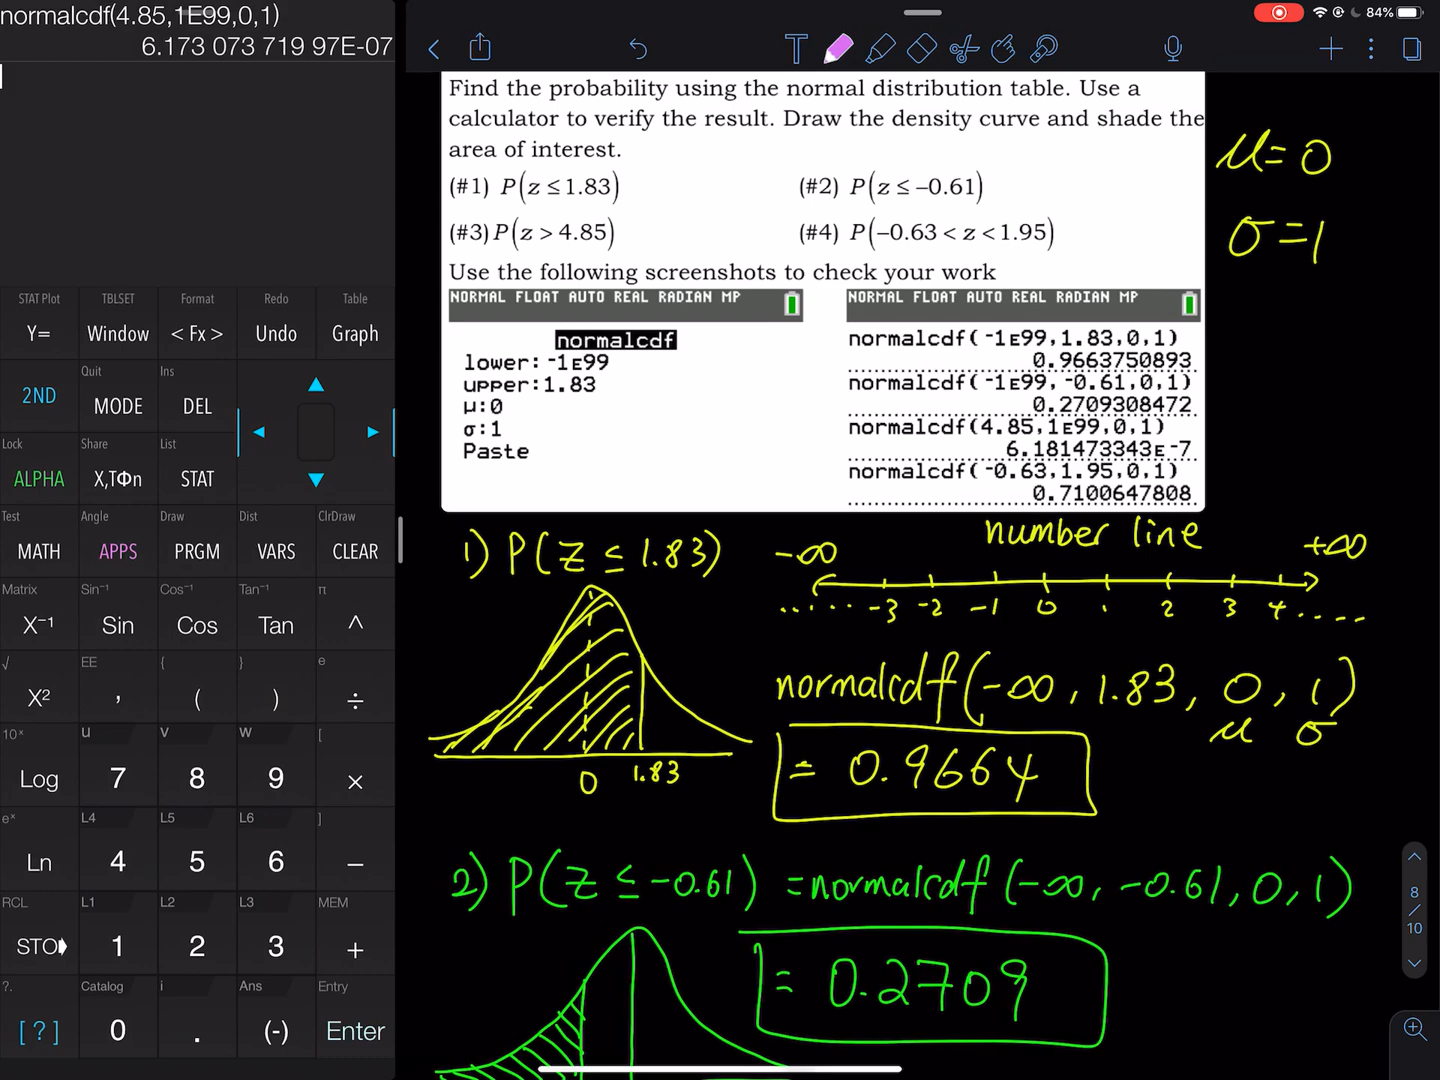 normalcdf(4.85,1E99,0,1)
6.173 073 719 97E-07
84%
Find the probability using the normal distribution table. Use a
calculator to verify the result. Draw the density curve and shade the
area of interest.
(#1) P(z ≤ 1.83)
(#2) P(z ≤ −0.61)
(#3) P(z > 4.85)
(#4) P(−0.63 < z < 1.95)
Use the following screenshots to check your work
NORMAL FLOAT AUTO REAL RADIAN MP
normalcdf
lower:-1E99
upper:1.83
μ:0
σ:1
Paste
NORMAL FLOAT AUTO REAL RADIAN MP
normalcdf(-1E99,1.83,0,1)
0.9663750893
normalcdf(-1E99,-0.61,0,1)
0.2709308472
normalcdf(4.85,1E99,0,1)
6.181473343E-7
normalcdf(-0.63,1.95,0,1)
0.7100647808
μ = 0
σ = 1
1) P(Z ≤ 1.83)
0 1.83
number line
-∞ +∞
...... -3 -2 -1 0 1 2 3 4 .....
normalcdf(-∞, 1.83, 0, 1)
μ σ
= 0.9664
2) P(Z ≤ -0.61) = normalcdf(-∞, -0.61, 0, 1)
= 0.2709
8
/
10
STAT Plot TBLSET Format Redo Table
Y= Window < Fx > Undo Graph
Quit Ins
2ND MODE DEL
Lock Share List
ALPHA X,TΦn STAT
Test Angle Draw Dist ClrDraw
MATH APPS PRGM VARS CLEAR
Matrix Sin⁻¹ Cos⁻¹ Tan⁻¹ π
X⁻¹ Sin Cos Tan ^
√ EE { } e
X² , ( ) ÷
10ˣ u v w [
Log 7 8 9 ×
eˣ L4 L5 L6 ]
Ln 4 5 6 −
RCL L1 L2 L3 MEM
STO 1 2 3 +
?. Catalog i Ans Entry
[ ? ] 0 . (-) Enter